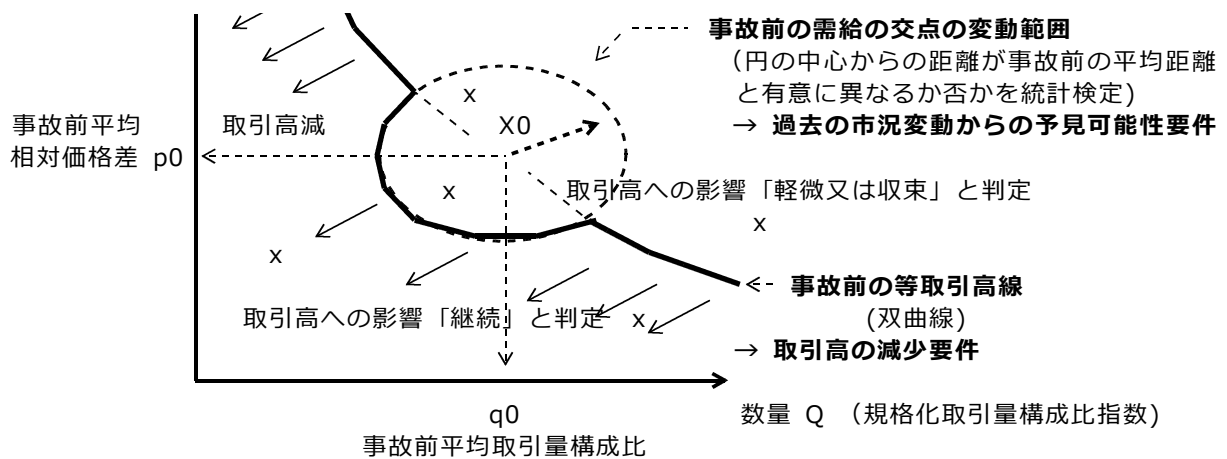 事故前の需給の交点の変動範囲
（円の中心からの距離が事故前の平均距離
と有意に異なるか否かを統計検定)
→ 過去の市況変動からの予見可能性要件
x
X0
事故前平均
相対価格差 p0
取引高減
x
取引高への影響「軽微又は収束」と判定
x
x
事故前の等取引高線
(双曲線)
→ 取引高の減少要件
取引高への影響「継続」と判定
x
q0
事故前平均取引量構成比
数量 Q （規格化取引量構成比指数)